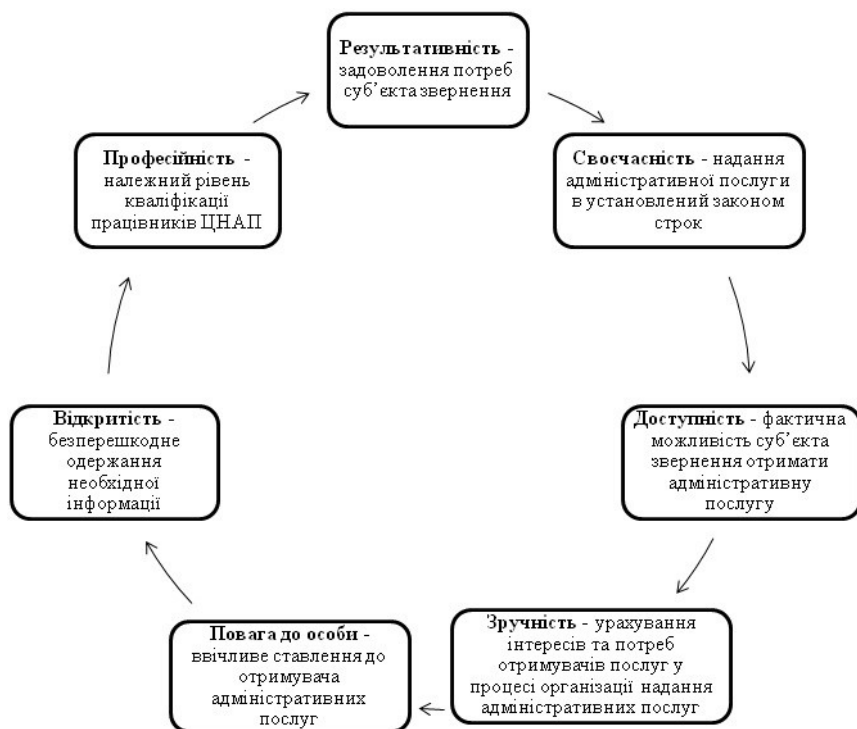 Результативність -
задоволення потреб
суб’єкта звернення
Своєчасність - надання
адміністративної послуги
в установлений законом
строк
Доступність - фактична
можливість суб’єкта
звернення отримати
адміністративну
послугу
Зручність - урахування
інтересів та потреб
отримувачів послуг у
процесі організації надання
адміністративних послуг
Повага до особи -
ввічливе ставлення до
отримувача
адміністративних
послуг
Відкритість -
безперешкодне
одержання
необхідної
інформації
Професійність -
належний рівень
кваліфікації
працівників ЦНАП